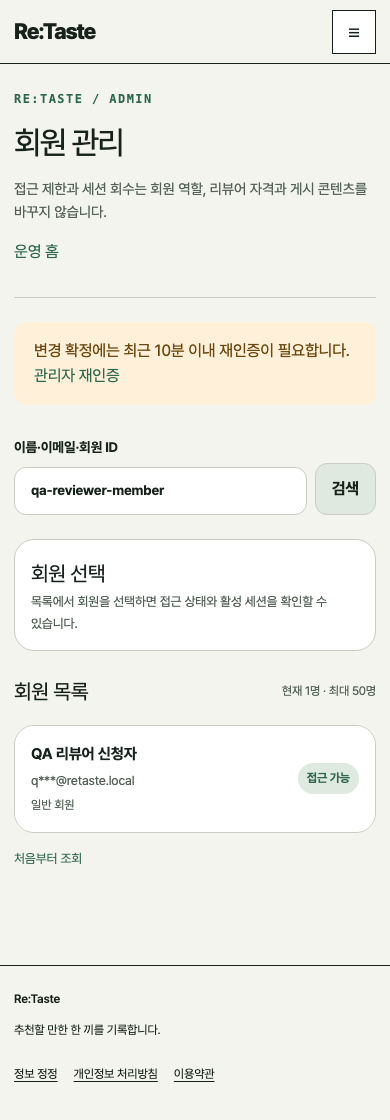 Re:Taste
≡
RE:TASTE / ADMIN
회원 관리
접근 제한과 세션 회수는 회원 역할, 리뷰어 자격과 게시 콘텐츠를
바꾸지 않습니다.
운영 홈
변경 확정에는 최근 10분 이내 재인증이 필요합니다.
관리자 재인증
이름·이메일·회원 ID
qa-reviewer-member
검색
회원 선택
목록에서 회원을 선택하면 접근 상태와 활성 세션을 확인할 수
있습니다.
회원 목록
현재 1명 · 최대 50명
QA 리뷰어 신청자
q***@retaste.local
일반 회원
접근 가능
처음부터 조회
Re:Taste
추천할 만한 한 끼를 기록합니다.
정보 정정 개인정보 처리방침 이용약관